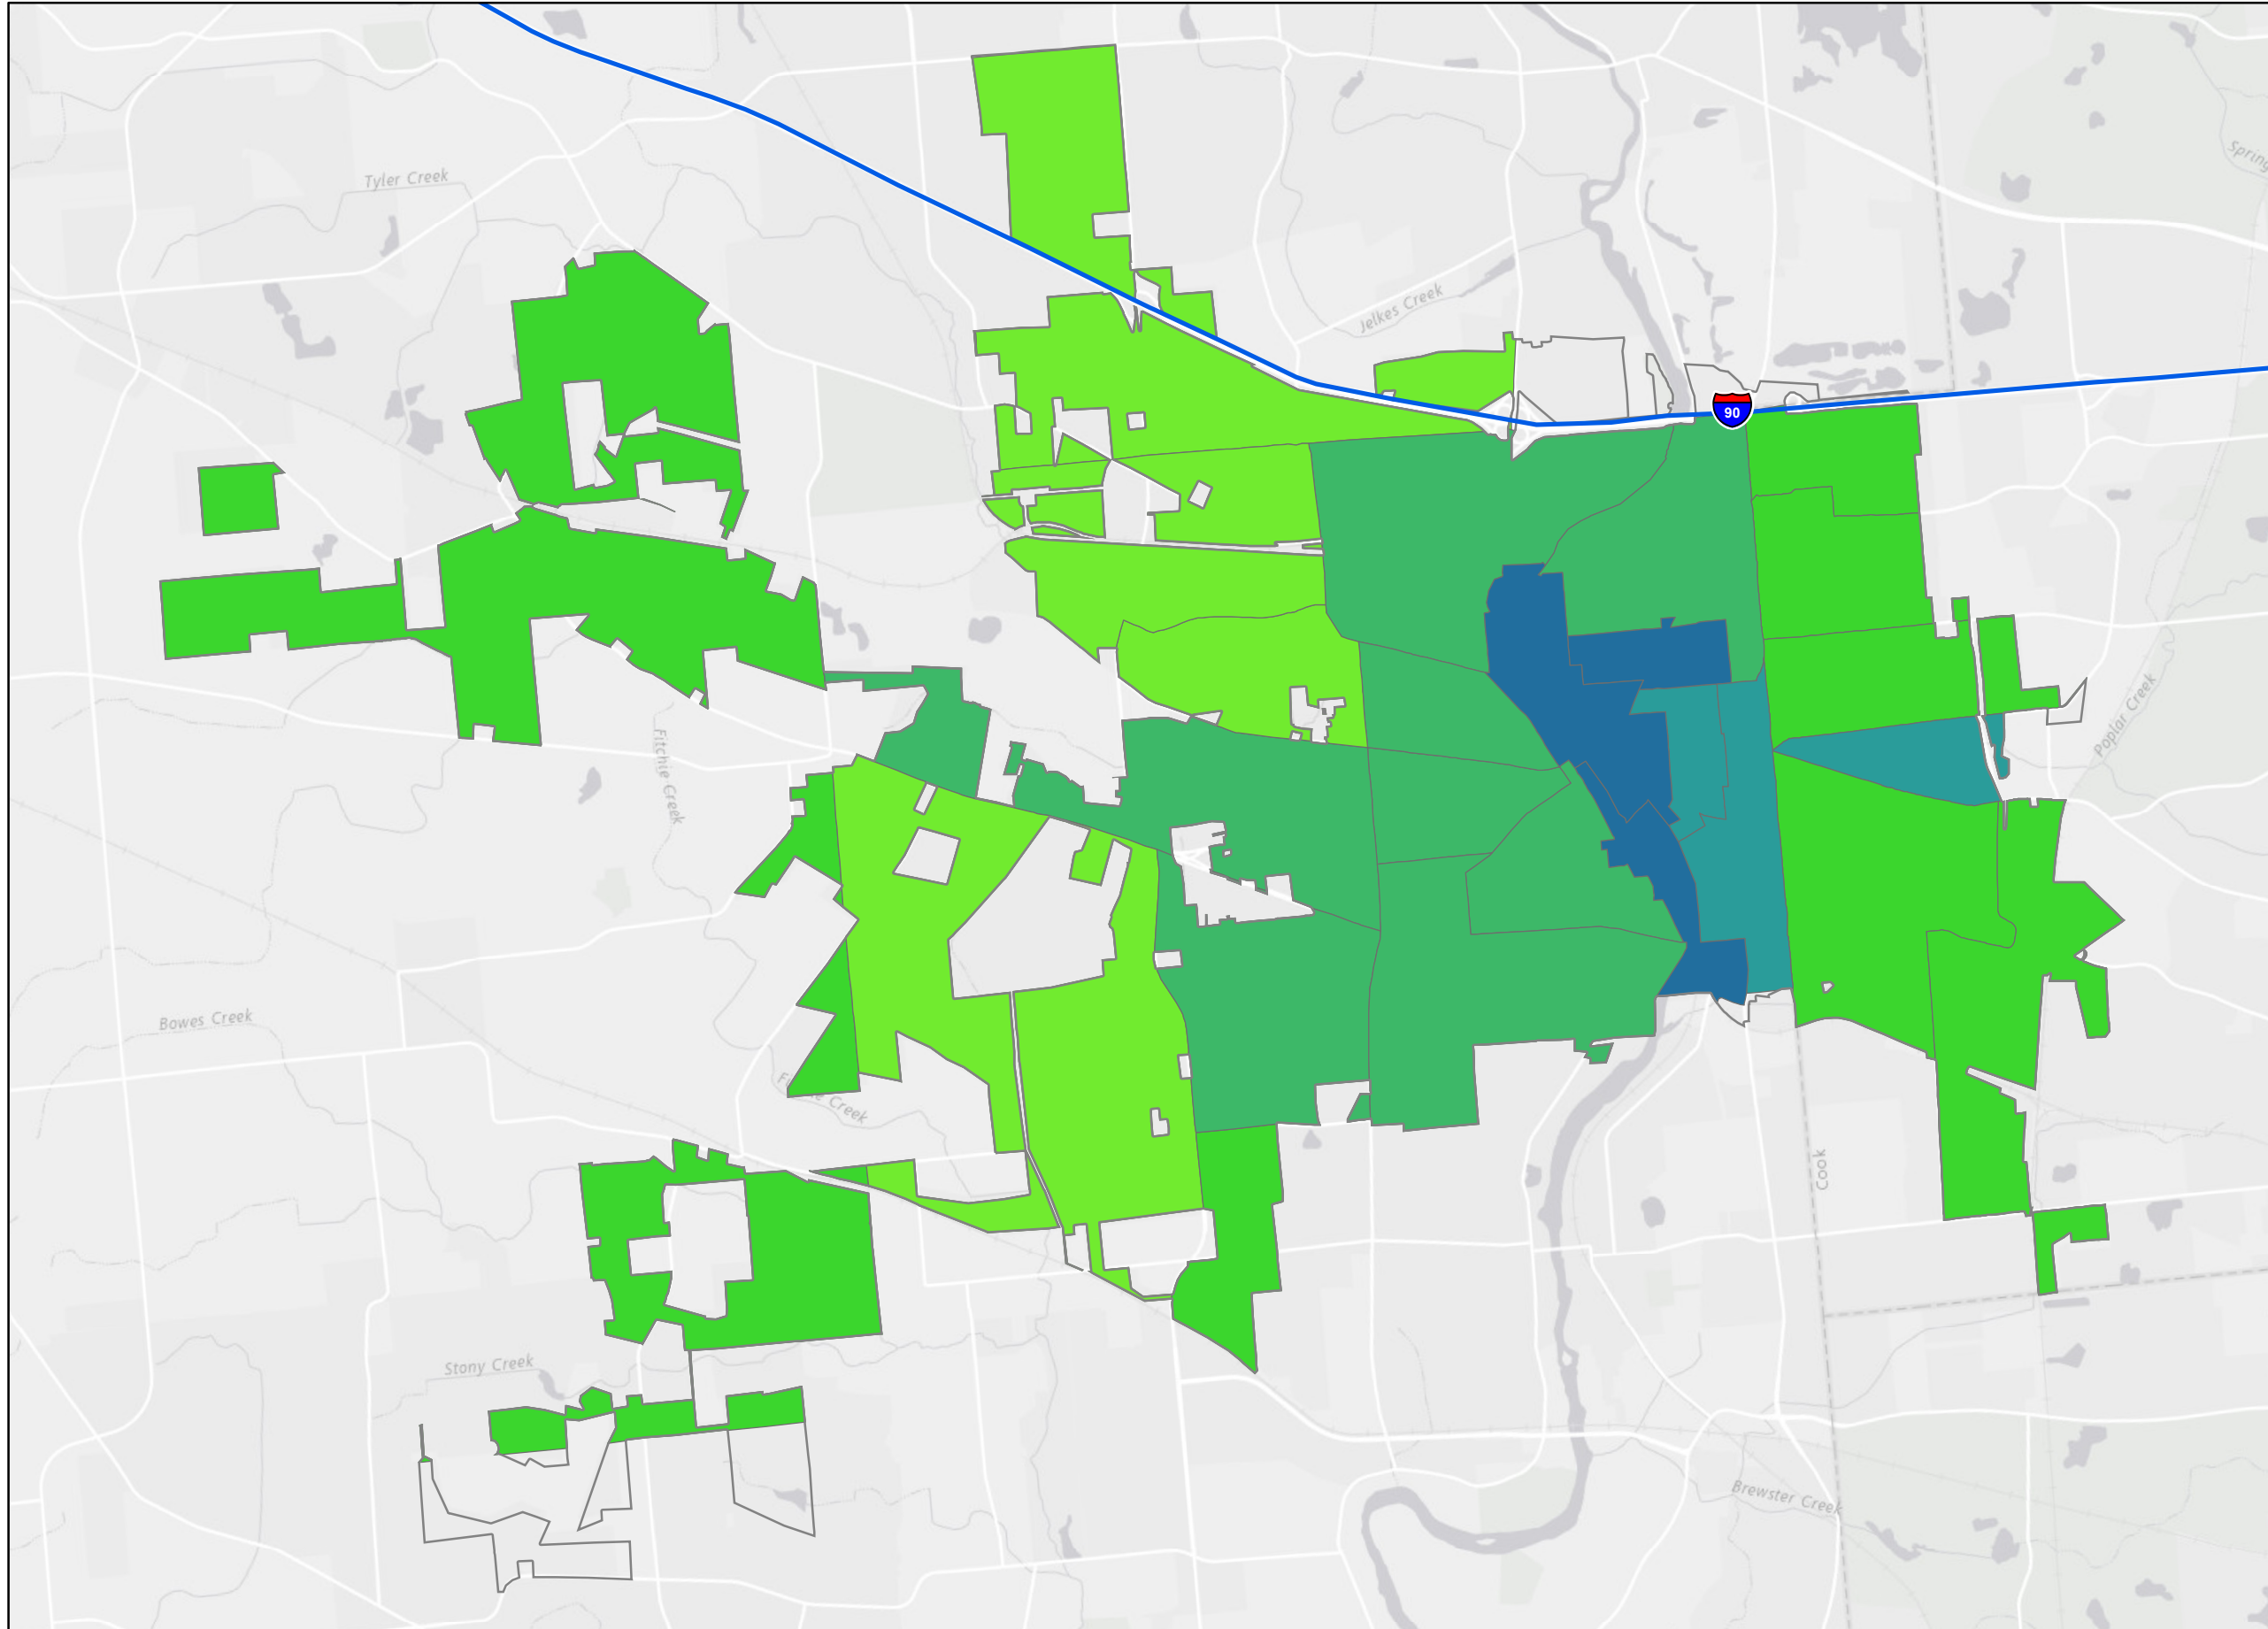 Spring
Tyler Creek
Jelkes Creek
90
Poplar Creek
Fitchie Creek
Bowes Creek
Creek
Cook
Stony Creek
Brewster Creek